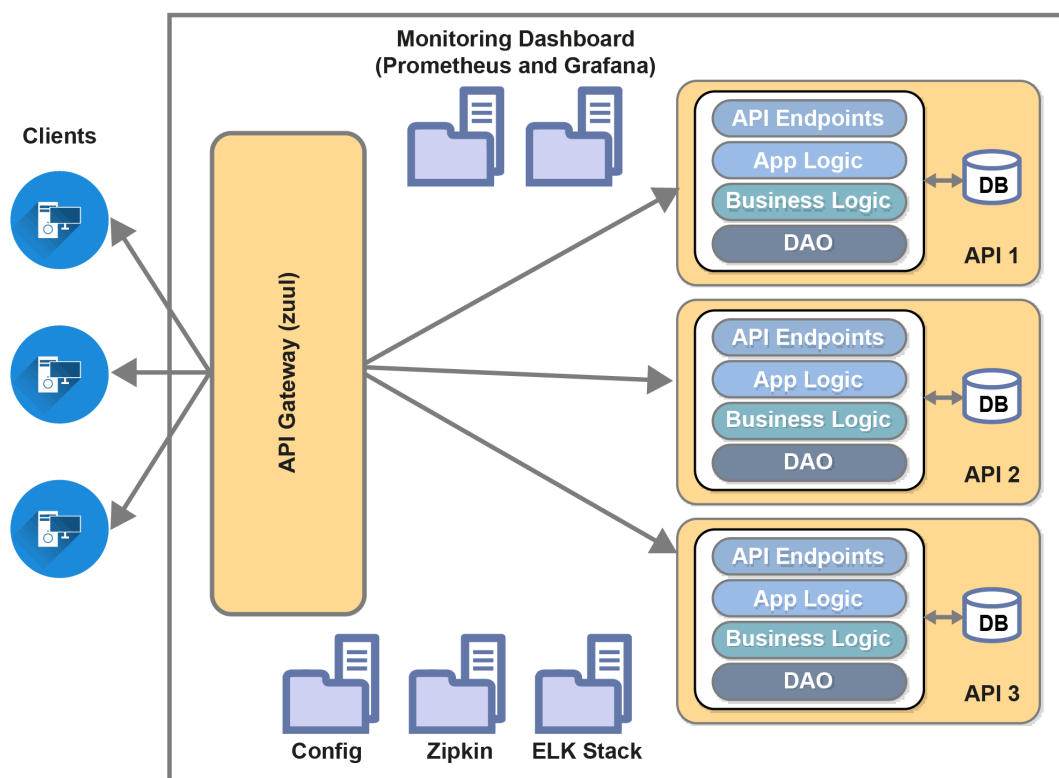 Monitoring Dashboard
(Prometheus and Grafana)
Clients
API Gateway (zuul)
API Endpoints
App Logic
Business Logic
DAO
DB
API 1
API Endpoints
App Logic
Business Logic
DAO
DB
API 2
API Endpoints
App Logic
Business Logic
DAO
DB
API 3
Config
Zipkin
ELK Stack